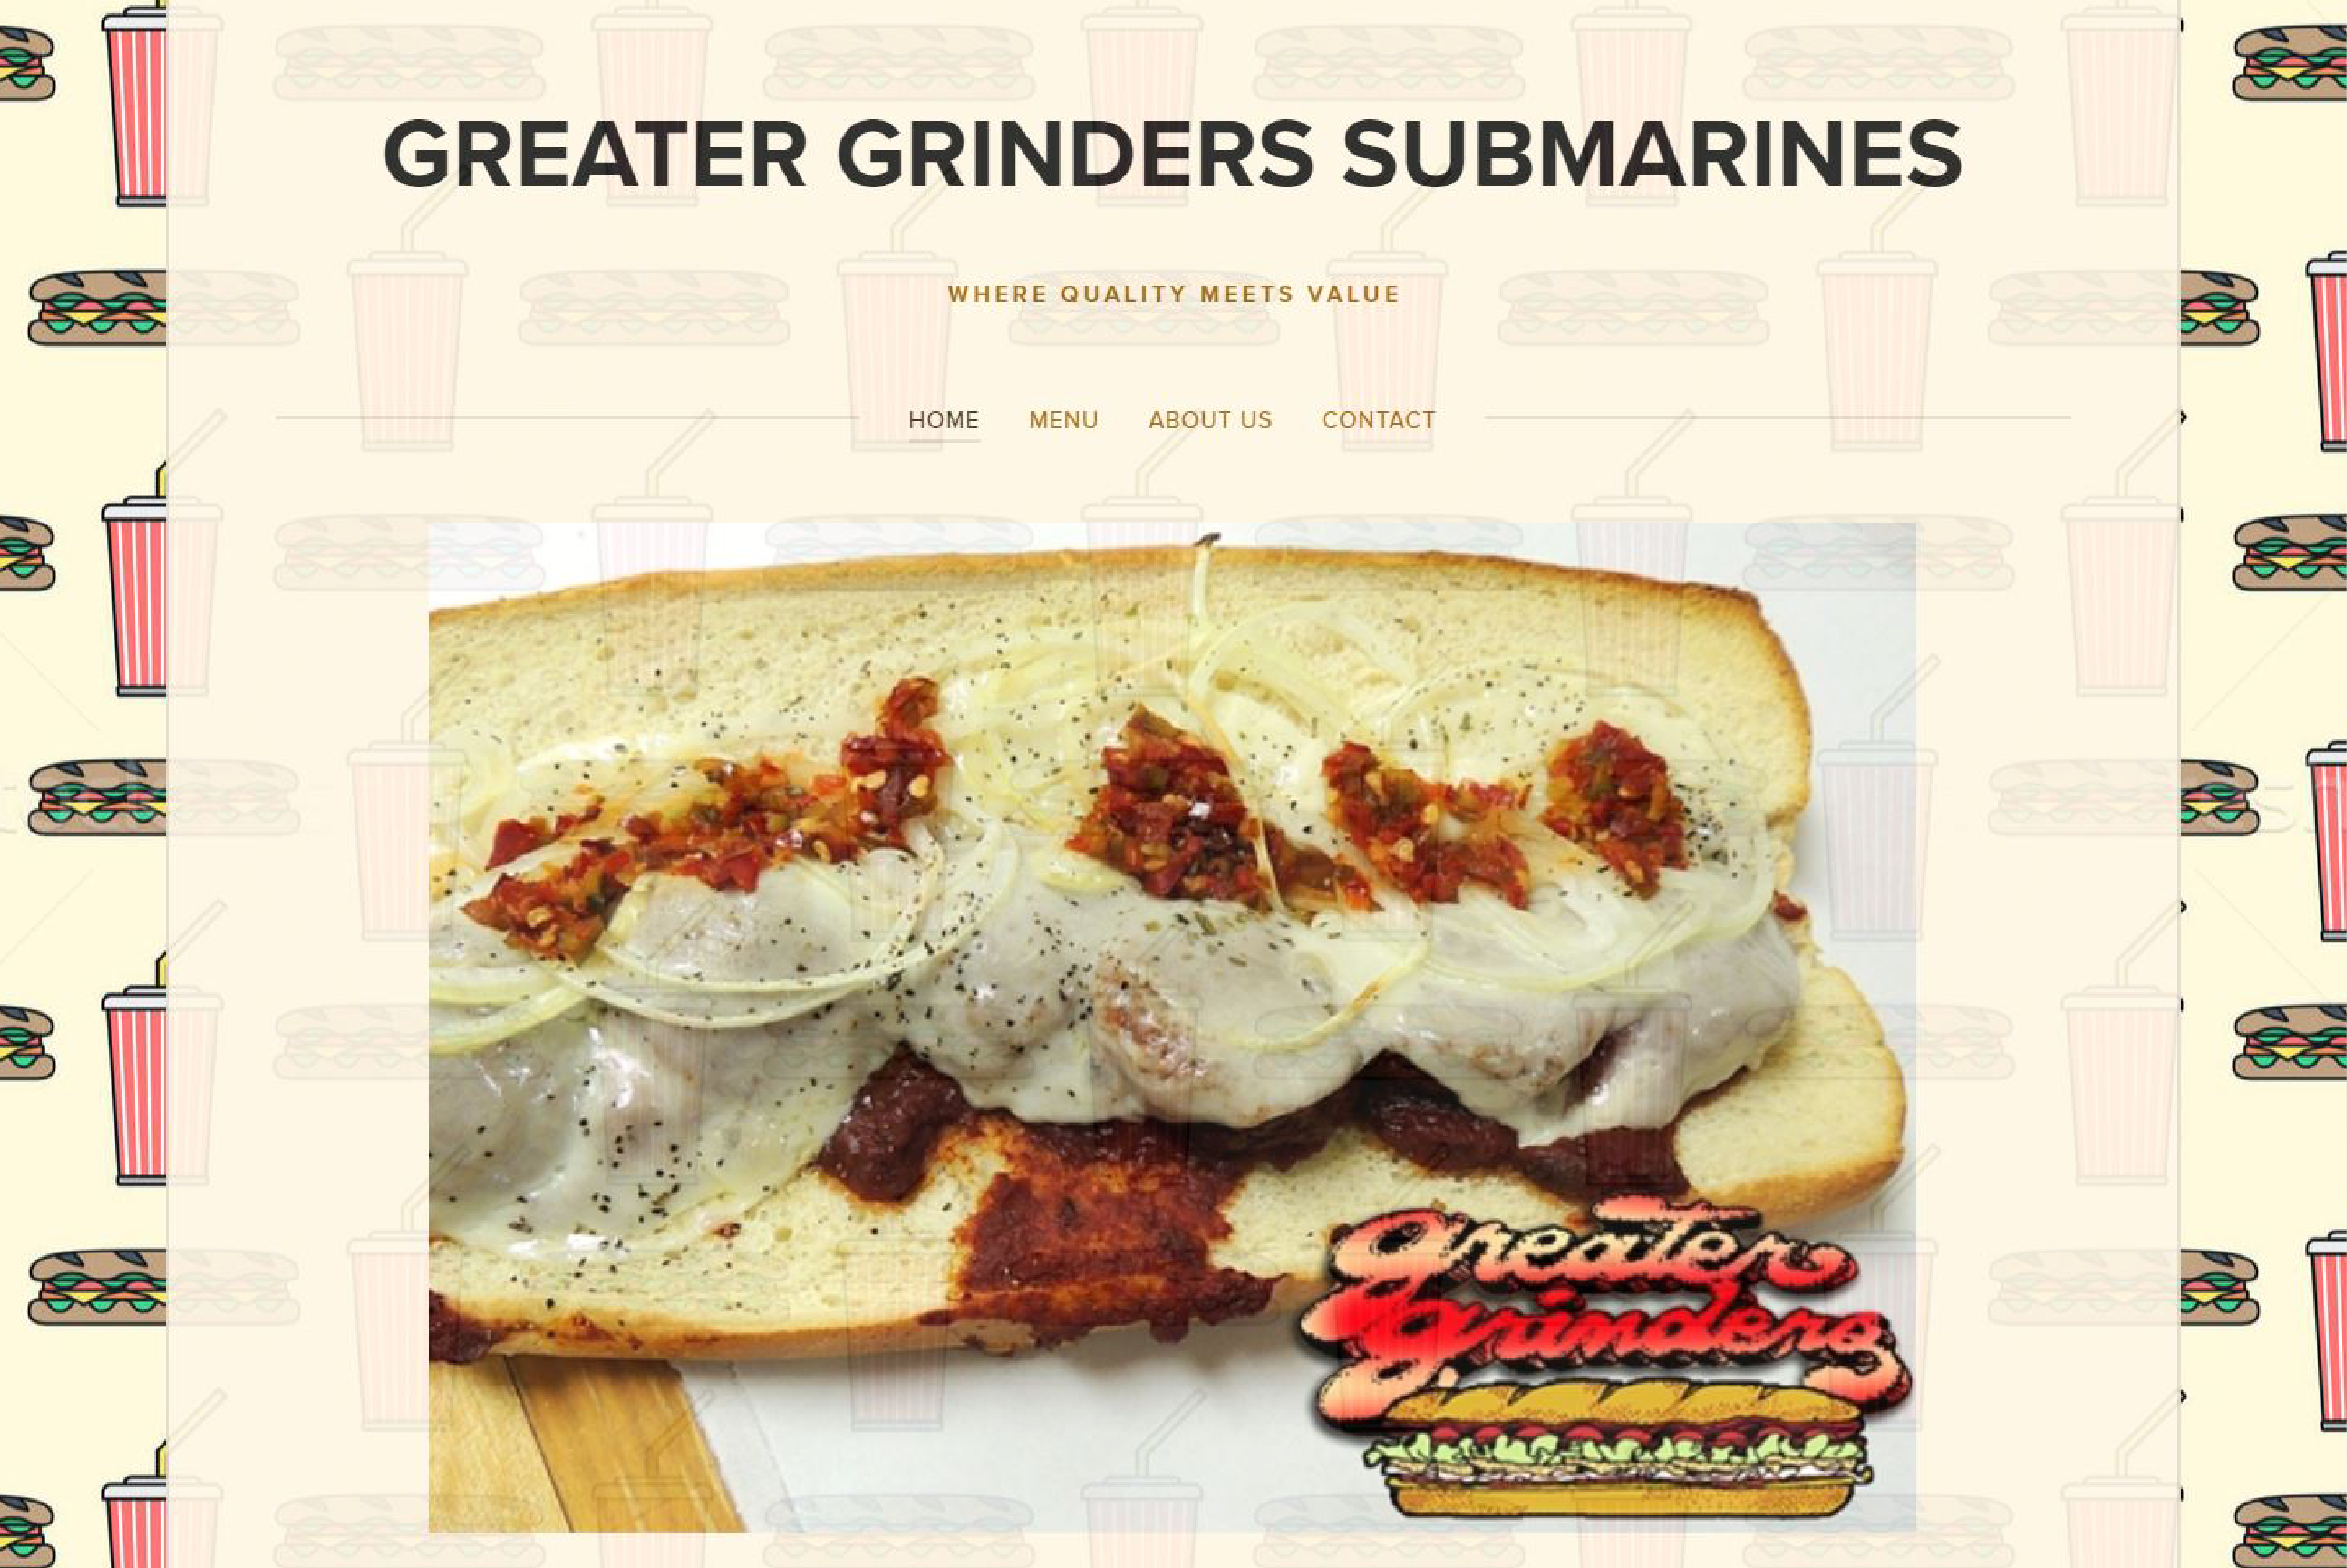 GREATER GRINDERS SUBMARINES
WHERE QUALITY MEETS VALUE
HOME MENU ABOUT US CONTACT
Greater
Grinders